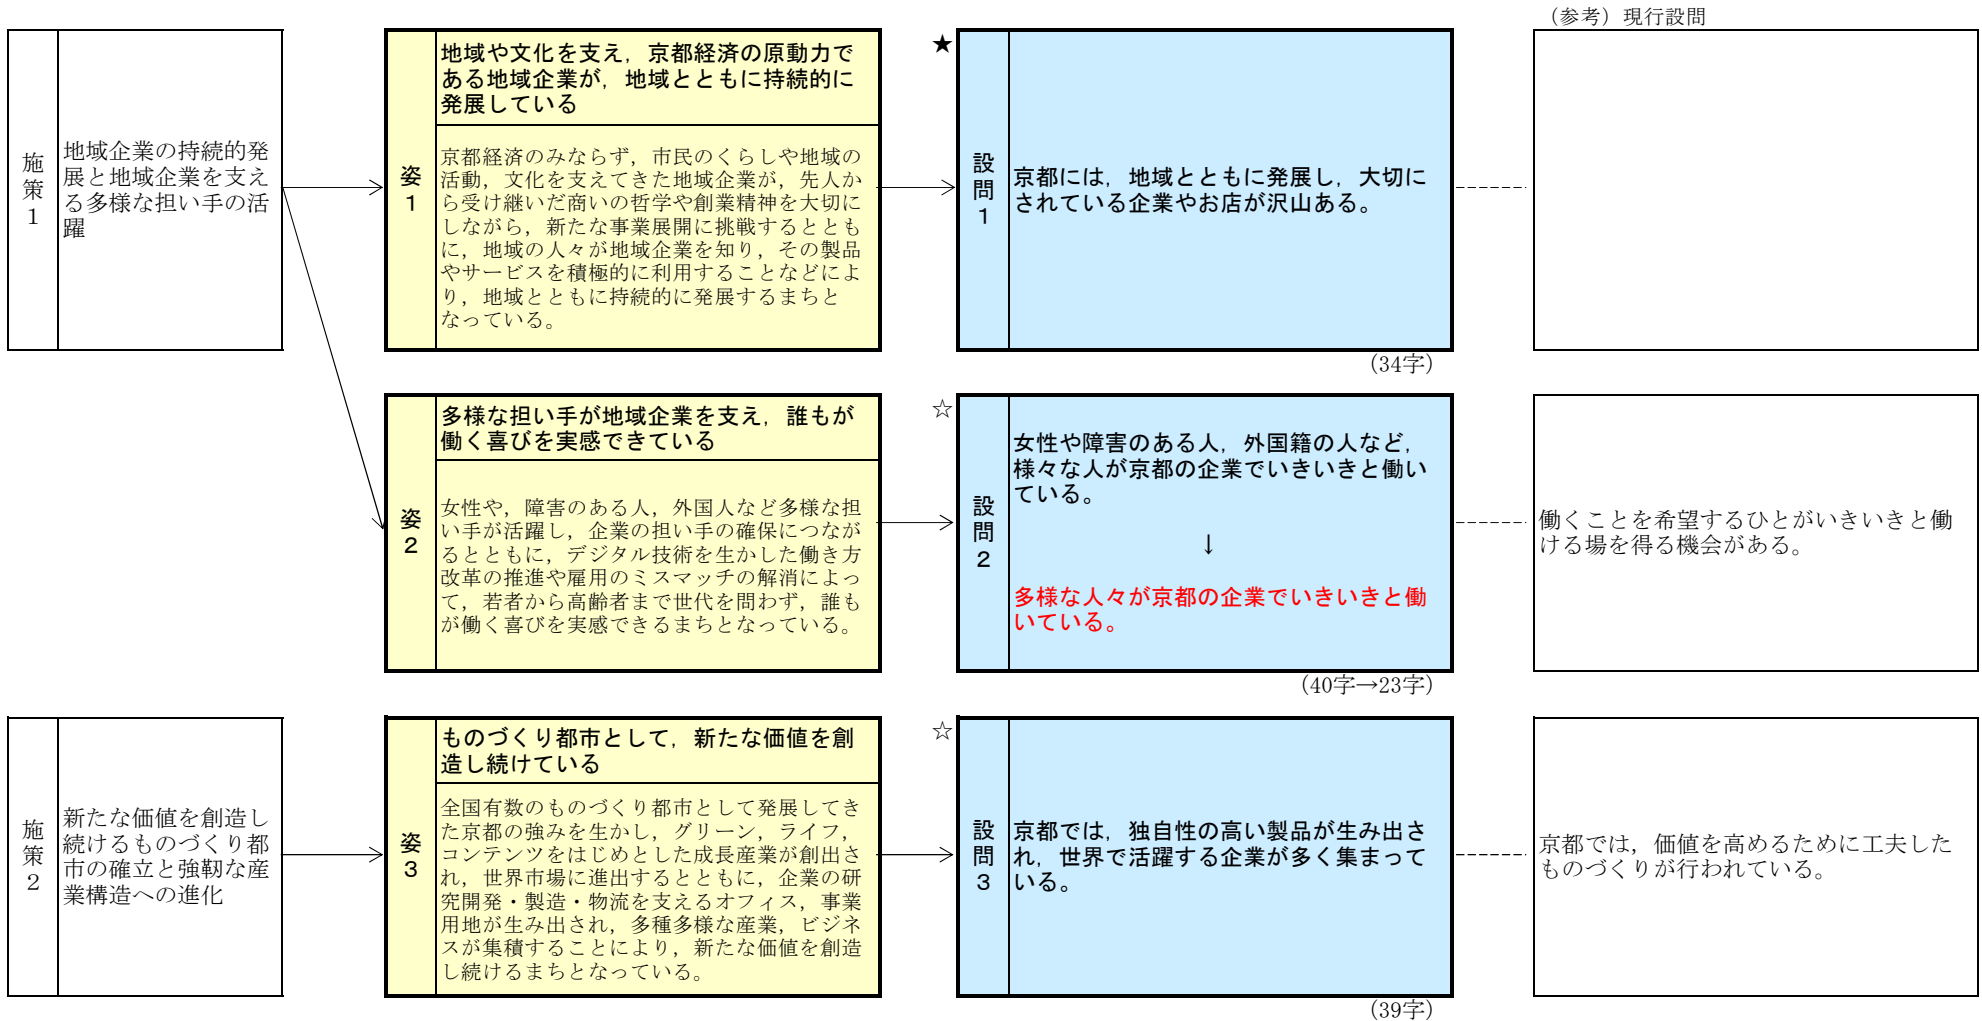 （参考）現行設問
施策1
地域企業の持続的発
展と地域企業を支え
る多様な担い手の活
躍
姿1
地域や文化を支え，京都経済の原動力で
ある地域企業が，地域とともに持続的に
発展している
京都経済のみならず，市民のくらしや地域の
活動，文化を支えてきた地域企業が，先人か
ら受け継いだ商いの哲学や創業精神を大切に
しながら，新たな事業展開に挑戦するととも
に，地域の人々が地域企業を知り，その製品
やサービスを積極的に利用することなどによ
り，地域とともに持続的に発展するまちと
なっている。
★
設問1
京都には，地域とともに発展し，大切に
されている企業やお店が沢山ある。
（34字）
姿2
多様な担い手が地域企業を支え，誰もが
働く喜びを実感できている
女性や，障害のある人，外国人など多様な担
い手が活躍し，企業の担い手の確保につなが
るとともに，デジタル技術を生かした働き方
改革の推進や雇用のミスマッチの解消によっ
て，若者から高齢者まで世代を問わず，誰も
が働く喜びを実感できるまちとなっている。
☆
設問2
女性や障害のある人，外国籍の人など，
様々な人が京都の企業でいきいきと働い
ている。
↓
多様な人々が京都の企業でいきいきと働
いている。
（40字→23字）
働くことを希望するひとがいきいきと働
ける場を得る機会がある。
施策2
新たな価値を創造し
続けるものづくり都
市の確立と強靭な産
業構造への進化
姿3
ものづくり都市として，新たな価値を創
造し続けている
全国有数のものづくり都市として発展してき
た京都の強みを生かし，グリーン，ライフ，
コンテンツをはじめとした成長産業が創出さ
れ，世界市場に進出するとともに，企業の研
究開発・製造・物流を支えるオフィス，事業
用地が生み出され，多種多様な産業，ビジネ
スが集積することにより，新たな価値を創造
し続けるまちとなっている。
☆
設問3
京都では，独自性の高い製品が生み出さ
れ，世界で活躍する企業が多く集まって
いる。
（39字）
京都では，価値を高めるために工夫した
ものづくりが行われている。